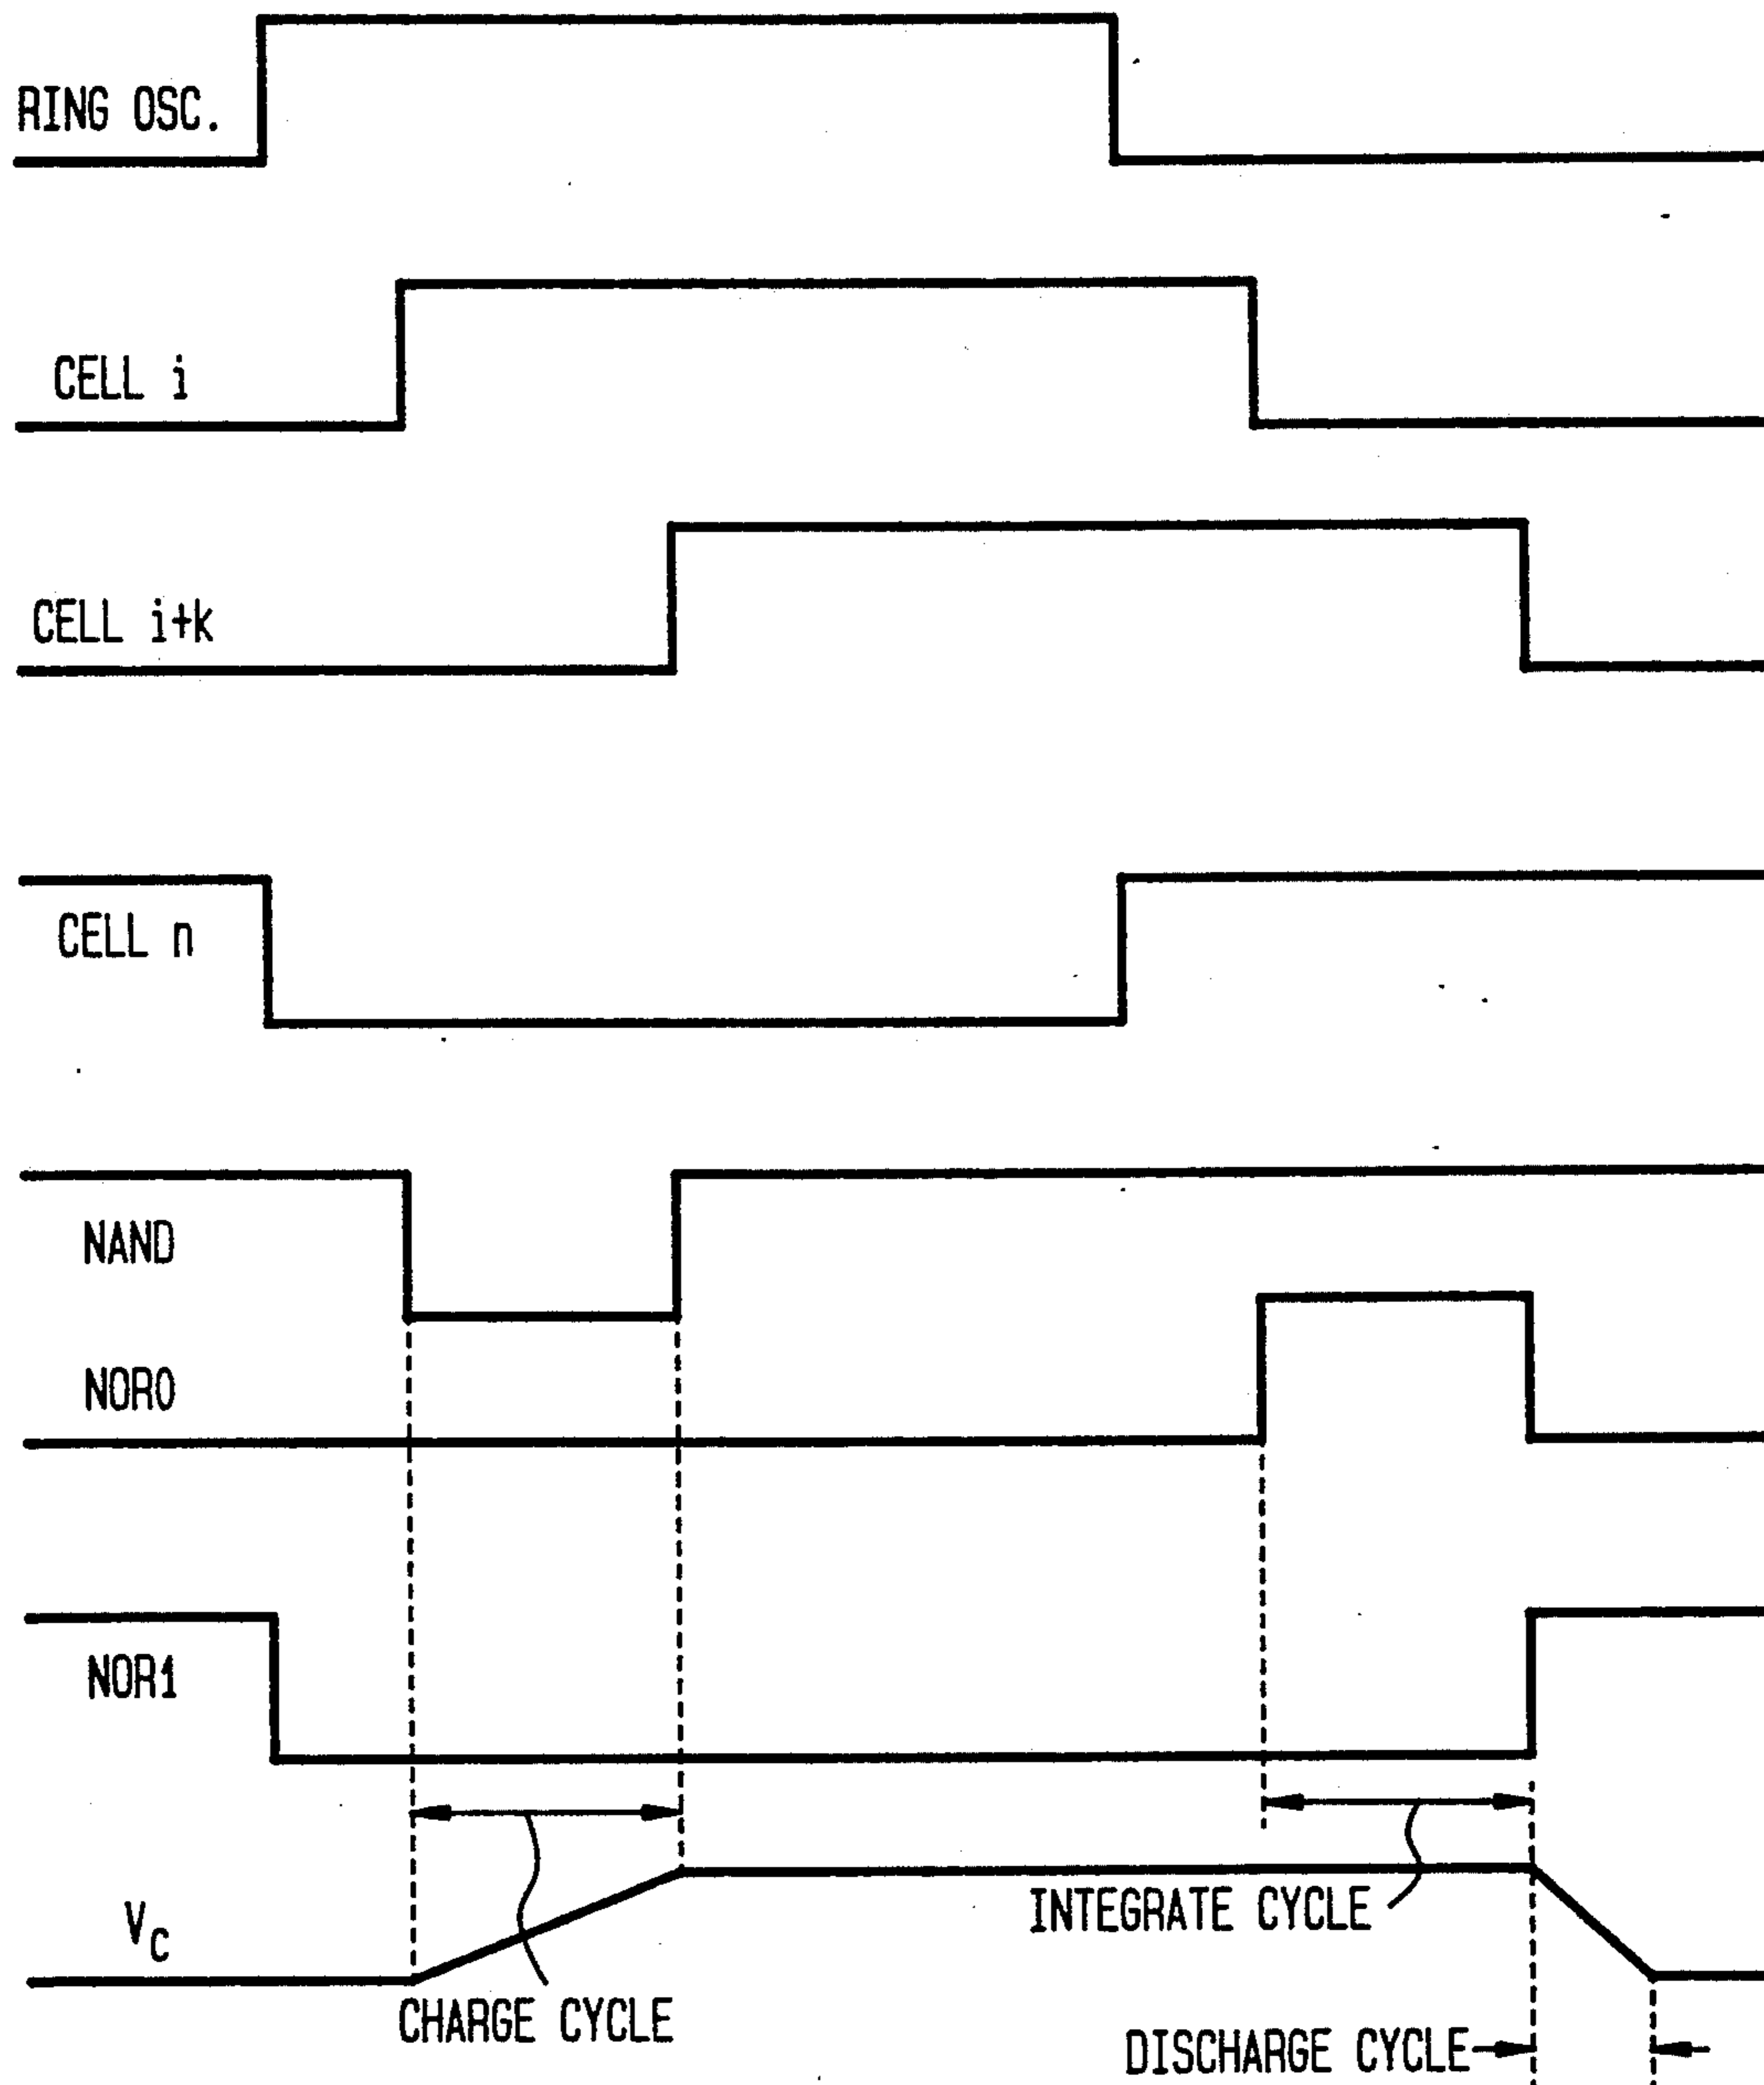 RING OSC.
CELL i
CELL i+k
CELL n
NAND
NOR0
NOR1
INTEGRATE CYCLE
VC
CHARGE CYCLE
DISCHARGE CYCLE